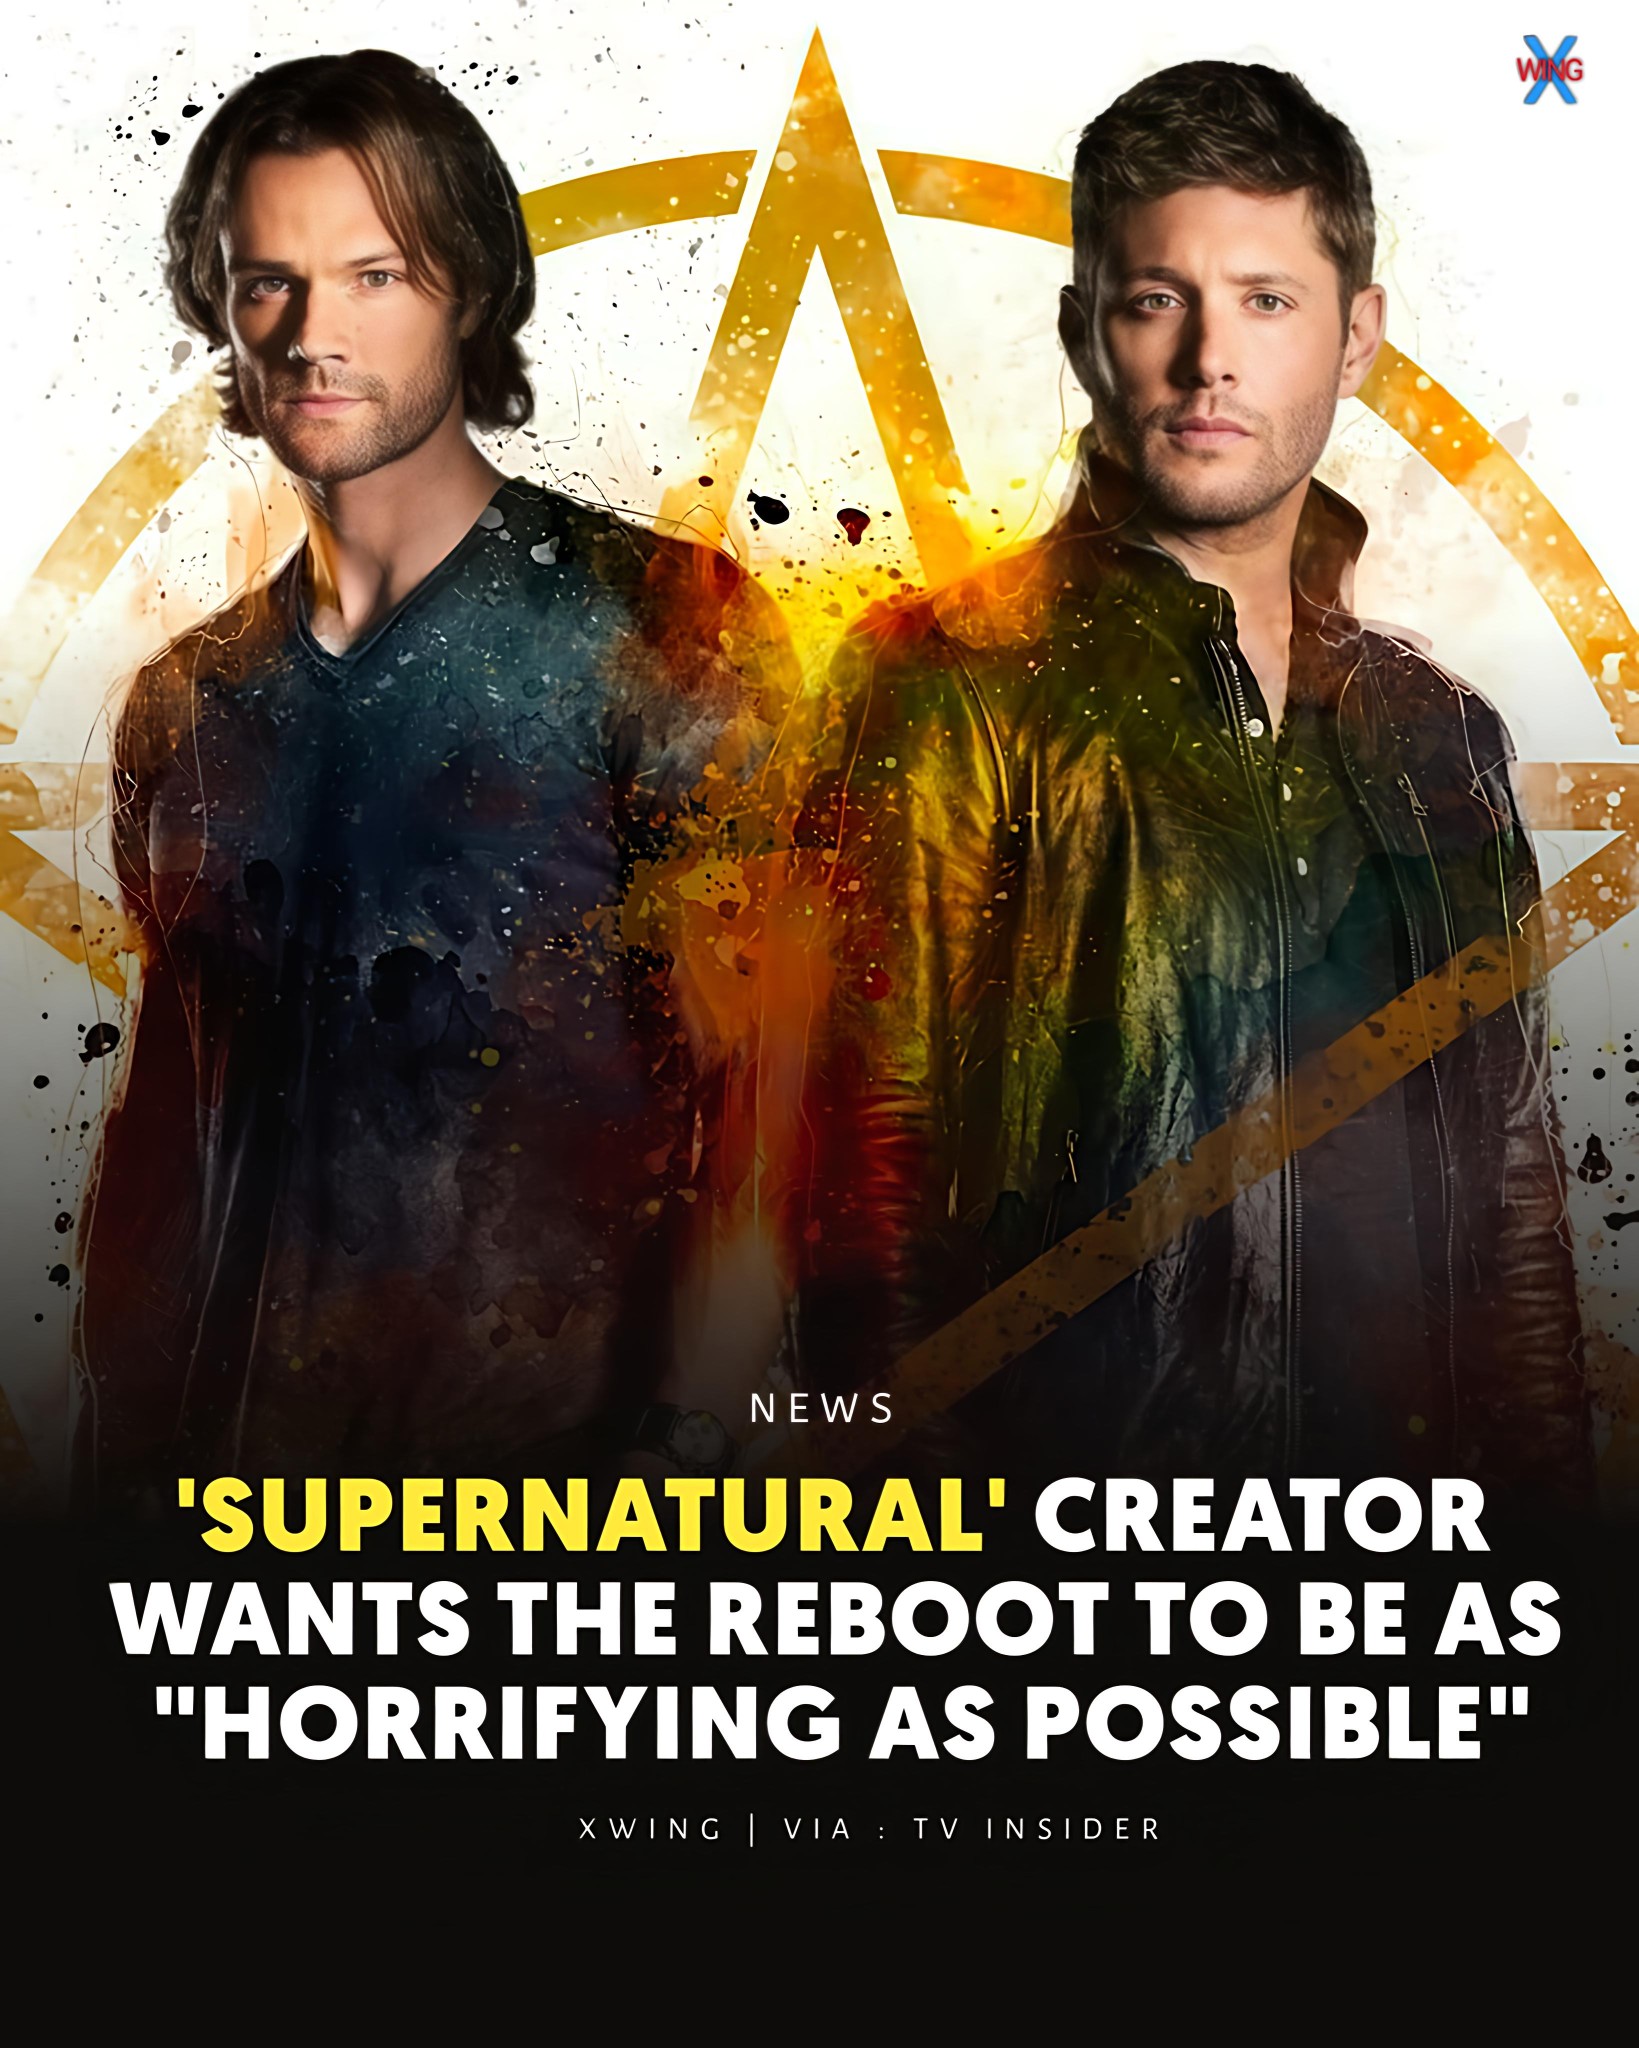 X
WING
NEWS
'SUPERNATURAL' CREATOR
WANTS THE REBOOT TO BE AS
"HORRIFYING AS POSSIBLE"
XWING | VIA : TV INSIDER